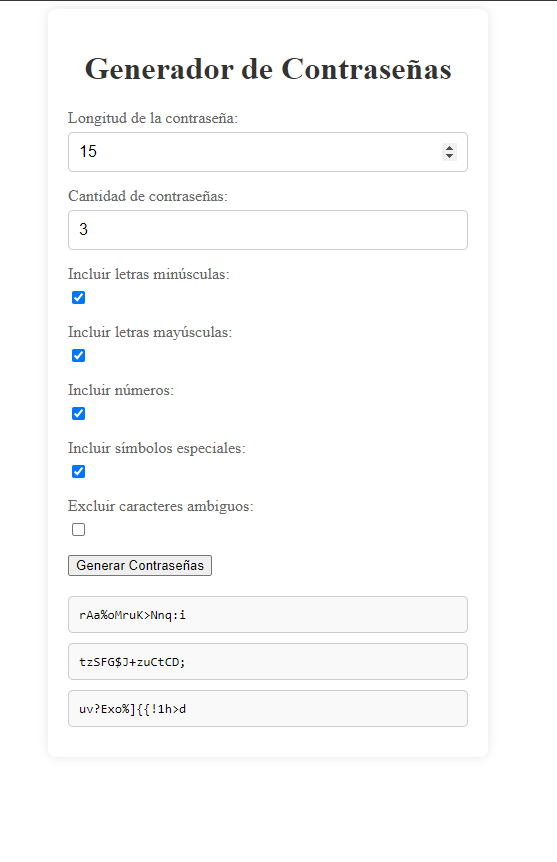 Generador de Contraseñas
Longitud de la contraseña:
15
Cantidad de contraseñas:
3
Incluir letras minúsculas:
Incluir letras mayúsculas:
Incluir números:
Incluir símbolos especiales:
Excluir caracteres ambiguos:
Generar Contraseñas
rAa%oMruK>Nnq:i
tzSFG$J+zuCtCD;
uv?Exo%]{{!1h>d